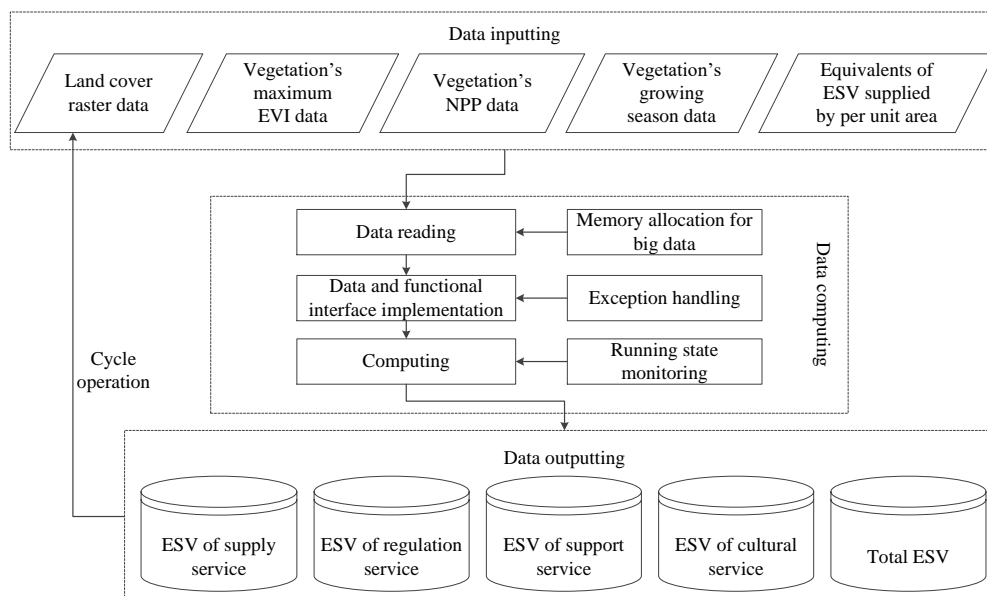 Data inputting
Land cover
raster data
Vegetation's
maximum
EVI data
Vegetation's
NPP data
Vegetation's
growing
season data
Equivalents of
ESV supplied
by per unit area
Data reading
Memory allocation for
big data
Data and functional
interface implementation
Exception handling
Computing
Running state
monitoring
Data computing
Cycle
operation
Data outputting
ESV of supply
service
ESV of regulation
service
ESV of support
service
ESV of cultural
service
Total ESV